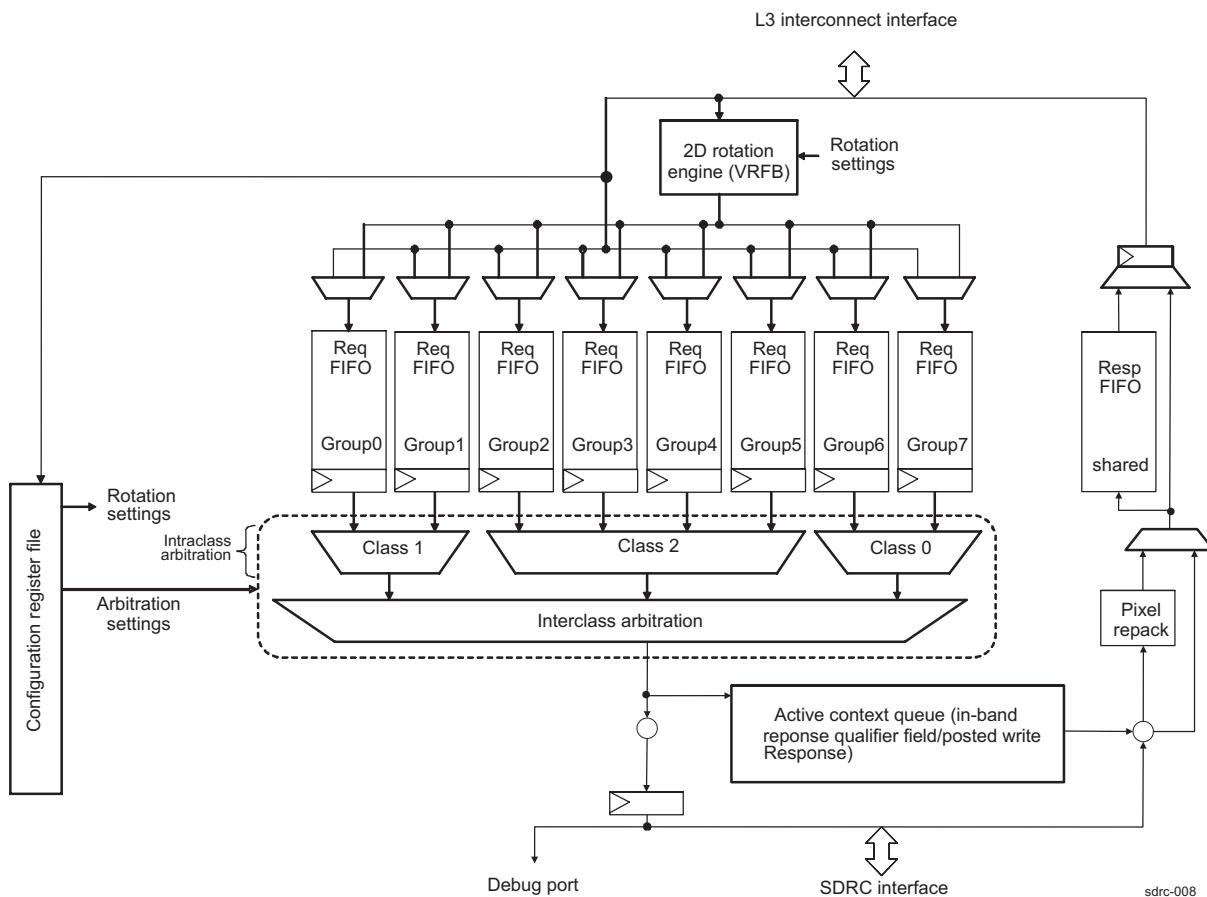 L3 interconnect interface
2D rotation
engine (VRFB)
Rotation
settings
Req
FIFO
Group0
Req
FIFO
Group1
Req
FIFO
Group2
Req
FIFO
Group3
Req
FIFO
Group4
Req
FIFO
Group5
Req
FIFO
Group6
Req
FIFO
Group7
Resp
FIFO
shared
Configuration register file
Rotation
settings
Intraclass
arbitration
Arbitration
settings
Class 1
Class 2
Class 0
Interclass arbitration
Pixel
repack
Active context queue (in-band
reponse qualifier field/posted write
Response)
Debug port
SDRC interface
sdrc-008